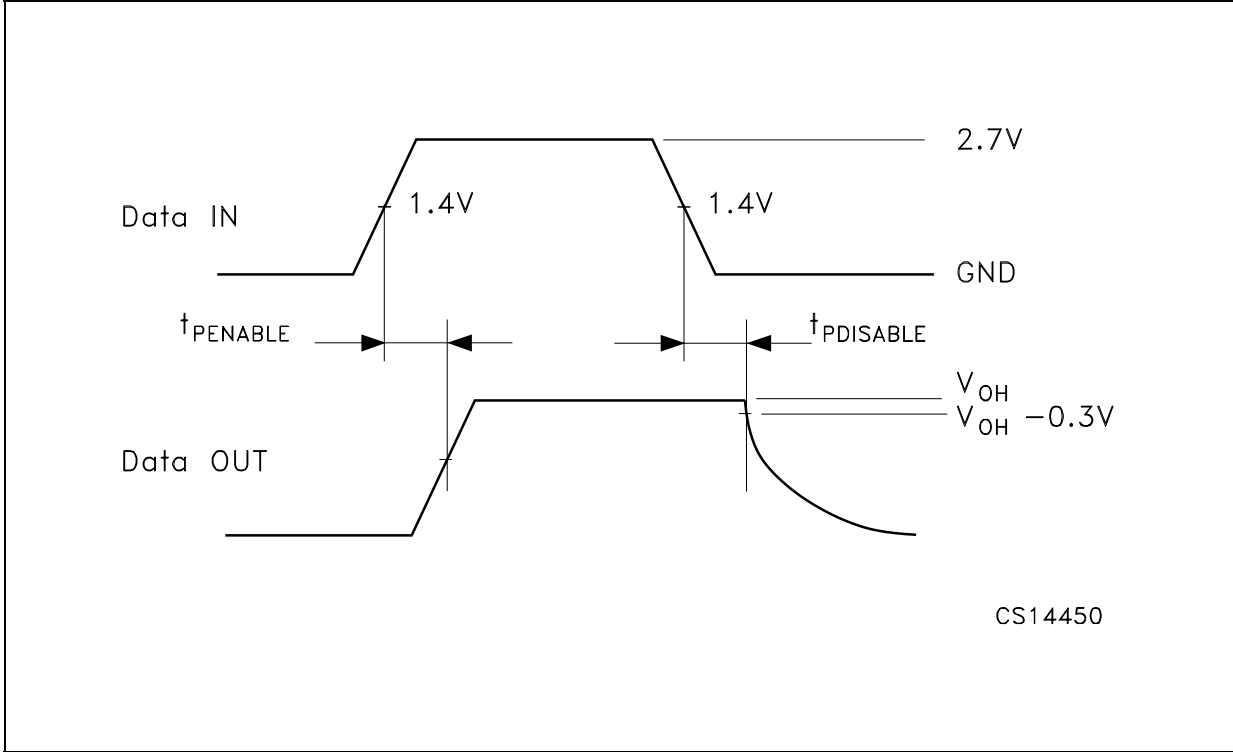 2.7V
Data IN
1.4V
1.4V
GND
tPENABLE
tPDISABLE
VOH
VOH -0.3V
Data OUT
CS14450